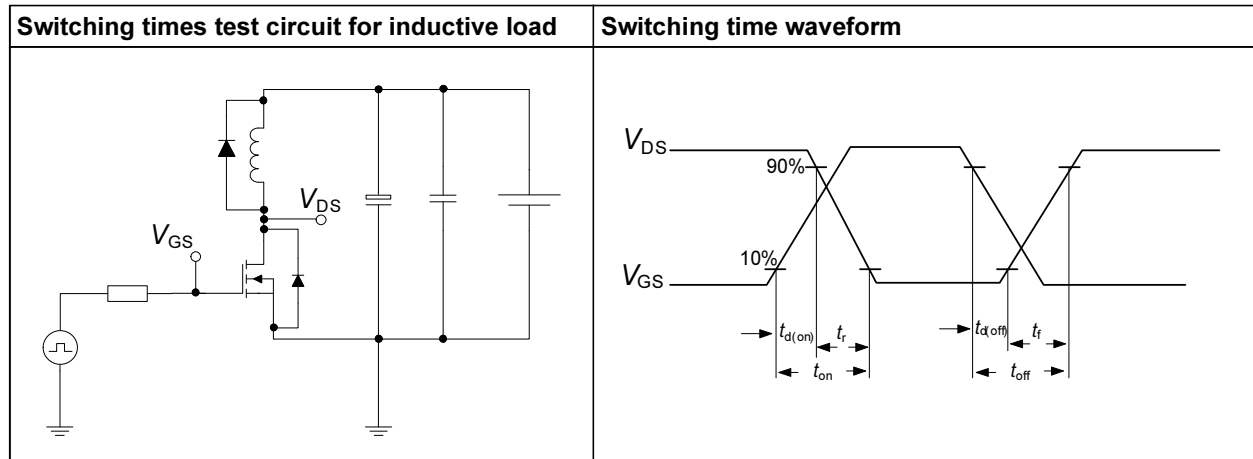 Switching times test circuit for inductive load
Switching time waveform
VDS
VGS
VDS
90%
10%
VGS
td(on)
tr
td(off)
tf
ton
toff